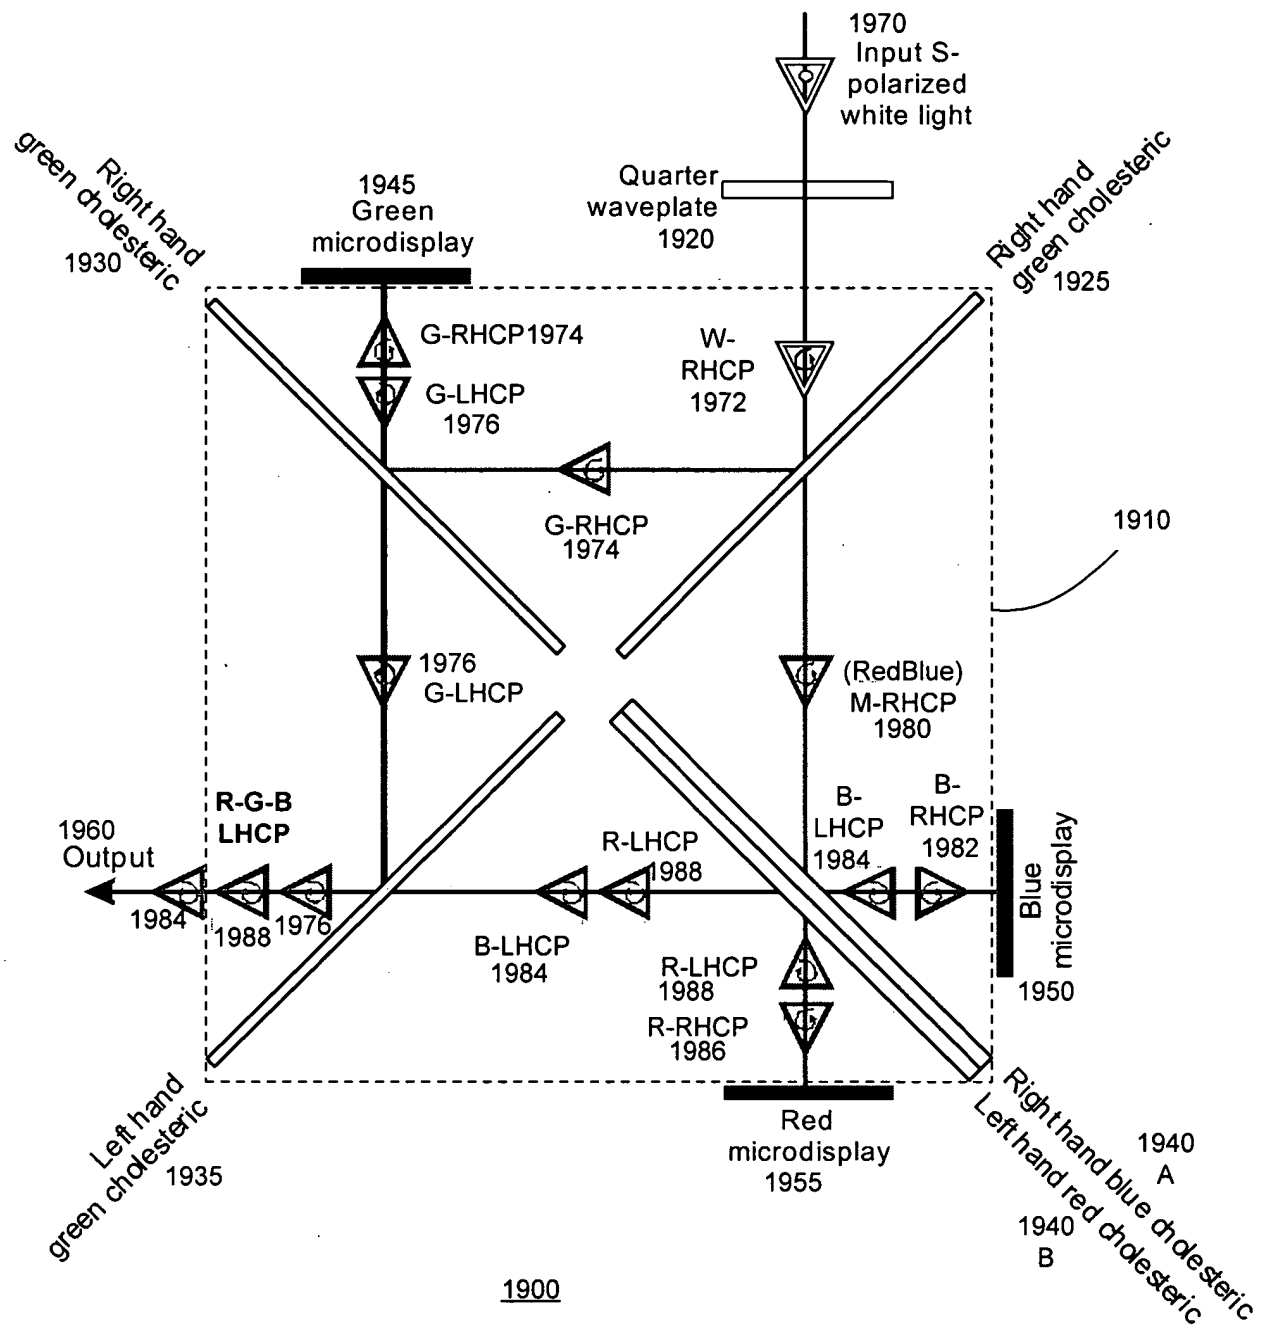 1970
Input S-
polarized
white light
Quarter
waveplate
1920
Right hand
green cholesteric
1930
1945
Green
microdisplay
Right hand
green cholesteric
1925
G-RHCP1974
G-LHCP
1976
W-
RHCP
1972
G-RHCP
1974
1910
1976
G-LHCP
(RedBlue)
M-RHCP
1980
R-G-B
LHCP
1960
Output
1984
1988
1976
R-LHCP
1988
B-LHCP
1984
B-
LHCP
1984
B-
RHCP
1982
Blue
microdisplay
1950
R-LHCP
1988
R-RHCP
1986
Red
microdisplay
1955
Left hand
green cholesteric
1935
Right hand blue cholesteric
1940
A
Left hand red cholesteric
1940
B
1900